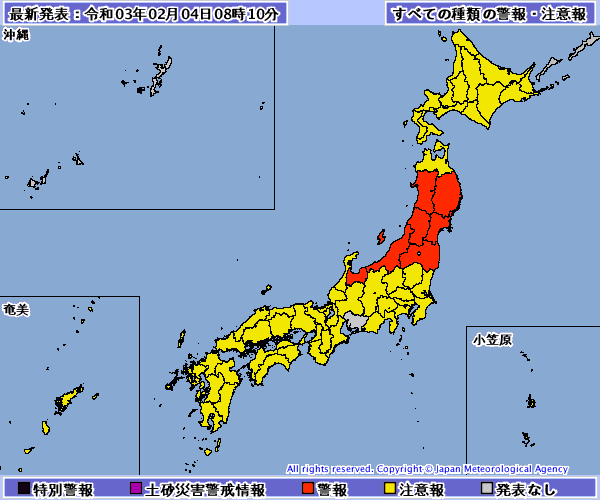 最新発表：令和03年02月04日08時10分
すべての種類の警報・注意報
沖縄
奄美
小笠原
All rights reserved. Copyright © Japan Meteorological Agency
特別警報
土砂災害警戒情報
警報
注意報
発表なし